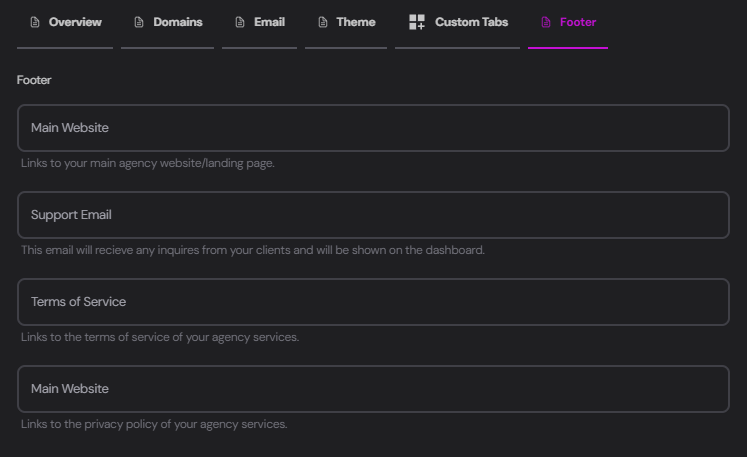 Overview Domains Email Theme Custom Tabs Footer
Footer
Main Website
Links to your main agency website/landing page.
Support Email
This email will recieve any inquires from your clients and will be shown on the dashboard.
Terms of Service
Links to the terms of service of your agency services.
Main Website
Links to the privacy policy of your agency services.